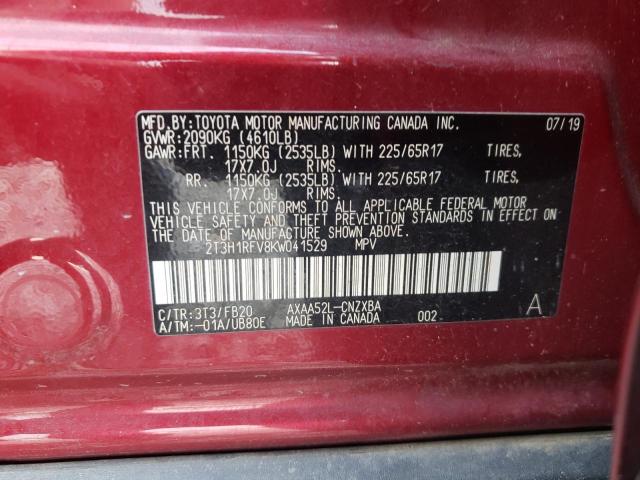 MFD.BY:TOYOTA MOTOR MANUFACTURING CANADA INC. 07/19
GVWR:2090KG (4610LB)
GAWR:FRT. 1150KG (2535LB) WITH 225/65R17 TIRES,
17X7.0J RIMS.
RR. 1150KG (2535LB) WITH 225/65R17 TIRES,
17X7.0J RIMS.
THIS VEHICLE CONFORMS TO ALL APPLICABLE FEDERAL MOTOR
VEHICLE SAFETY AND THEFT PREVENTION STANDARDS IN EFFECT ON
THE DATE OF MANUFACTURE SHOWN ABOVE.
2T3H1RFV8KW041529 MPV
C/TR:3T3/FB20 AXAA52L-CNZXBA A
A/TM:-01A/UB80E MADE IN CANADA 002